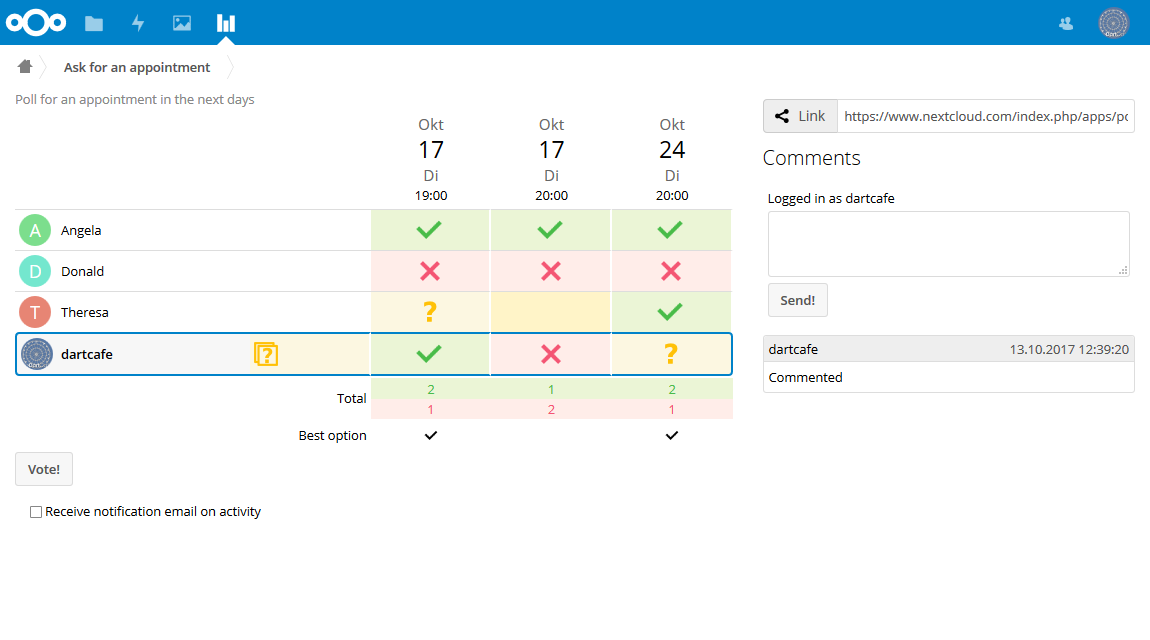 Ask for an appointment
Poll for an appointment in the next days
Okt Okt Okt
17 17 24
Di Di Di
19:00 20:00 20:00
A Angela
D Donald
T Theresa ?
dartcafe ? ?
Total 2 1 2
1 2 1
Best option
Vote!
Receive notification email on activity
Link https://www.nextcloud.com/index.php/apps/po
Comments
Logged in as dartcafe
Send!
dartcafe 13.10.2017 12:39:20
Commented